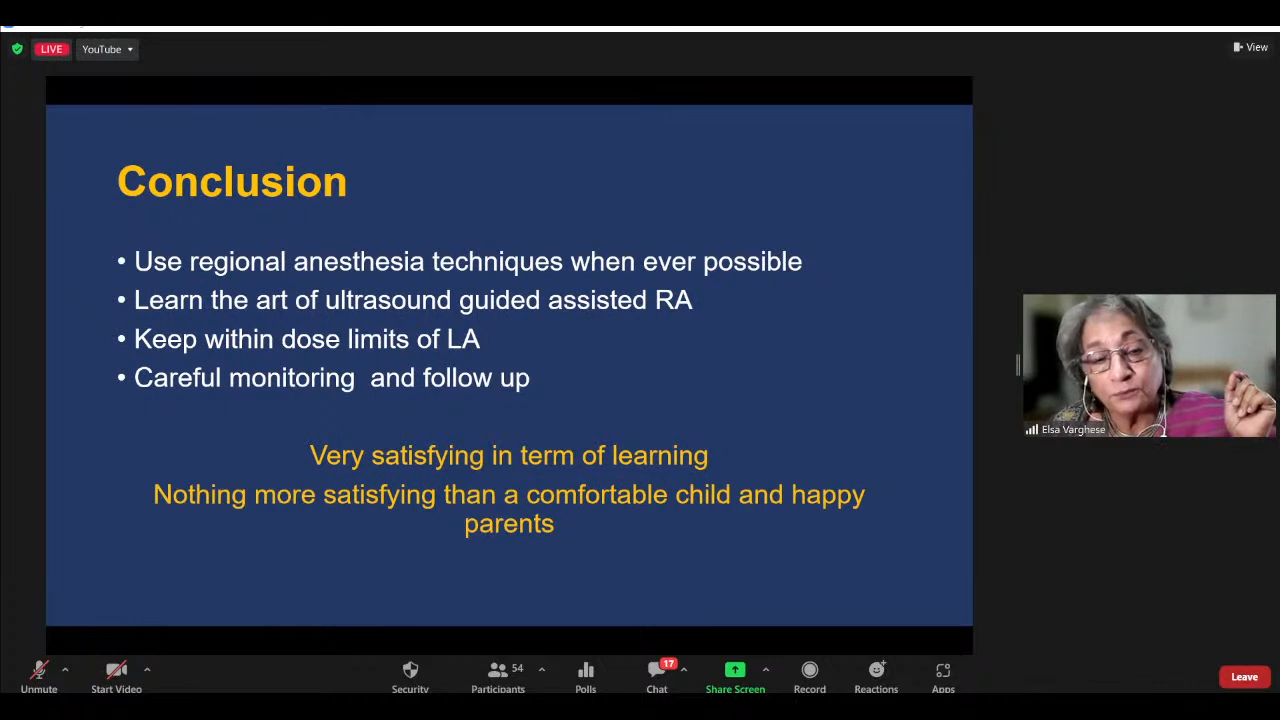 LIVE
YouTube
View
Conclusion
• Use regional anesthesia techniques when ever possible
• Learn the art of ultrasound guided assisted RA
• Keep within dose limits of LA
• Careful monitoring  and follow up
Very satisfying in term of learning
Nothing more satisfying than a comfortable child and happy
parents
Elsa Varghese
Unmute
Start Video
Security
Participants
54
Polls
Chat
17
Share Screen
Record
Reactions
Apps
Leave